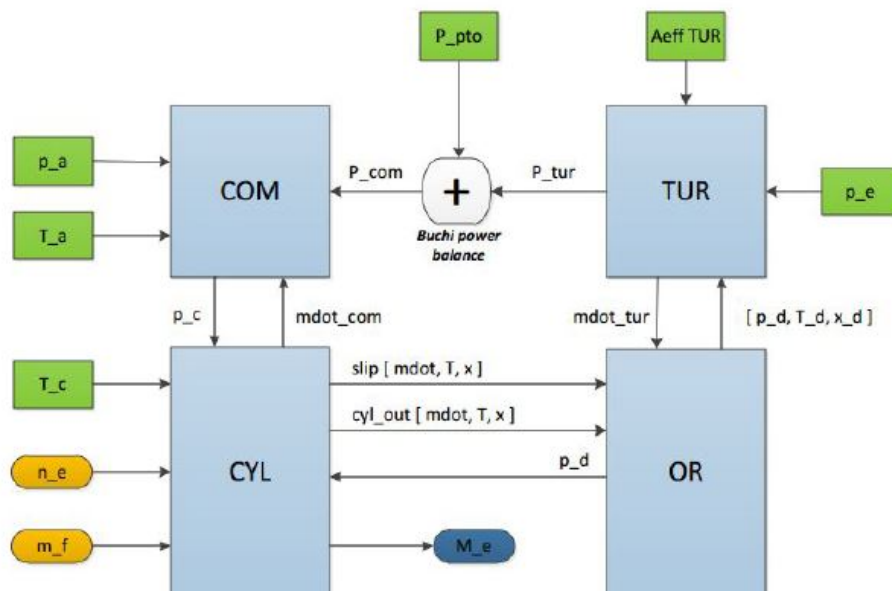 P_pto
Aeff TUR
p_a
COM
P_com
+
P_tur
TUR
p_e
T_a
Buchi power
balance
p_c
mdot_com
mdot_tur
[ p_d, T_d, x_d ]
T_c
slip [ mdot, T, x ]
cyl_out [ mdot, T, x ]
n_e
CYL
p_d
OR
m_f
M_e